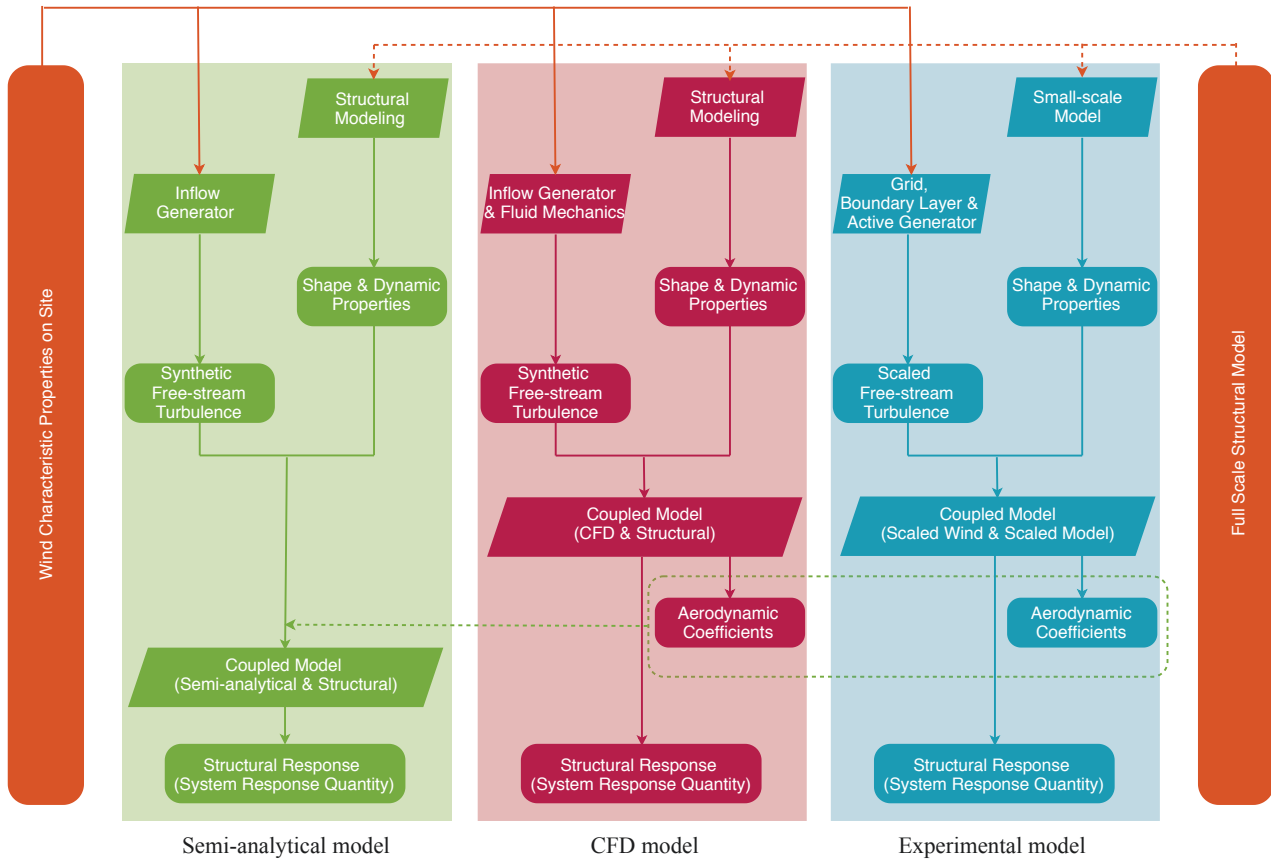 Wind Characteristic Properties on Site
Structural
Modeling
Inflow
Generator
Shape & Dynamic
Properties
Synthetic
Free-stream
Turbulence
Coupled Model
(Semi-analytical & Structural)
Structural Response
(System Response Quantity)
Semi-analytical model
Structural
Modeling
Inflow Generator
& Fluid Mechanics
Shape & Dynamic
Properties
Synthetic
Free-stream
Turbulence
Coupled Model
(CFD & Structural)
Aerodynamic
Coefficients
Structural Response
(System Response Quantity)
CFD model
Small-scale
Model
Grid,
Boundary Layer &
Active Generator
Shape & Dynamic
Properties
Scaled
Free-stream
Turbulence
Coupled Model
(Scaled Wind & Scaled Model)
Aerodynamic
Coefficients
Structural Response
(System Response Quantity)
Experimental model
Full Scale Structural Model